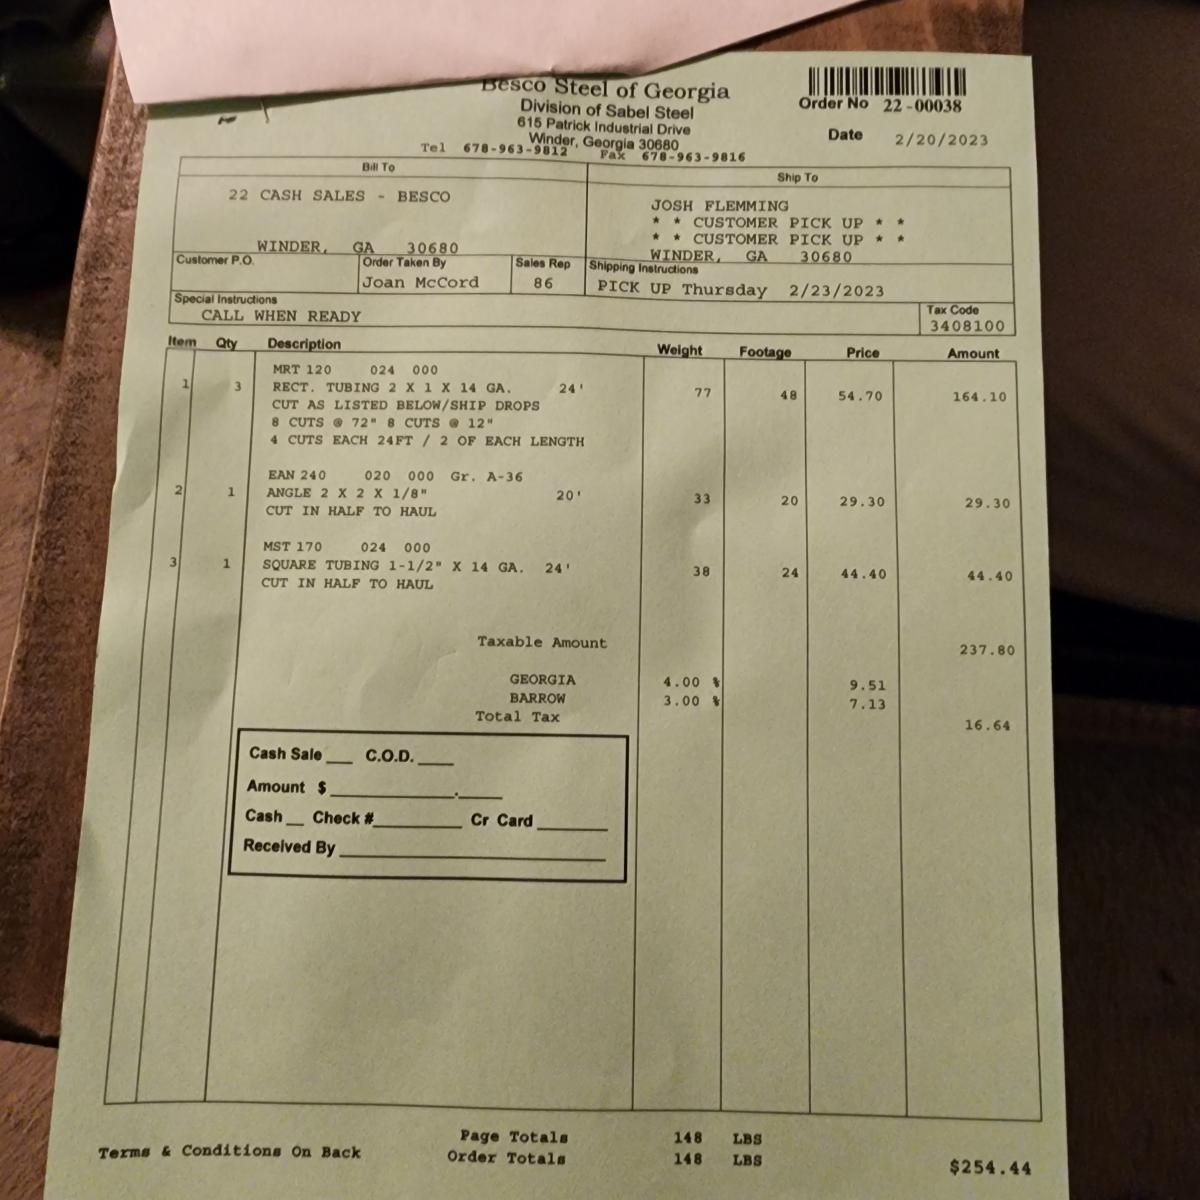 Besco Steel of Georgia
Division of Sabel Steel
615 Patrick Industrial Drive
Winder, Georgia 30680
Tel 678-963-9812 Fax 678-963-9816
Order No 22-00038
Date 2/20/2023
Bill To
22 CASH SALES - BESCO
WINDER, GA 30680
Ship To
JOSH FLEMMING
* * CUSTOMER PICK UP * *
* * CUSTOMER PICK UP * *
WINDER, GA 30680
Customer P.O.
Order Taken By
Joan McCord
Sales Rep
86
Shipping Instructions
PICK UP Thursday 2/23/2023
Special Instructions
CALL WHEN READY
Tax Code
3408100
Item Qty Description Weight Footage Price Amount
MRT 120 024 000
1 3 RECT. TUBING 2 X 1 X 14 GA. 24' 77 48 54.70 164.10
CUT AS LISTED BELOW/SHIP DROPS
8 CUTS @ 72" 8 CUTS @ 12"
4 CUTS EACH 24FT / 2 OF EACH LENGTH
EAN 240 020 000 Gr. A-36
2 1 ANGLE 2 X 2 X 1/8" 20' 33 20 29.30 29.30
CUT IN HALF TO HAUL
MST 170 024 000
3 1 SQUARE TUBING 1-1/2" X 14 GA. 24' 38 24 44.40 44.40
CUT IN HALF TO HAUL
Taxable Amount 237.80
GEORGIA 4.00 % 9.51
BARROW 3.00 % 7.13
Total Tax 16.64
Cash Sale ___ C.O.D. ____
Amount $ ______________._____
Cash __ Check #__________ Cr Card ________
Received By ______________________________
Page Totals 148 LBS
Terms & Conditions On Back
Order Totals 148 LBS
$254.44